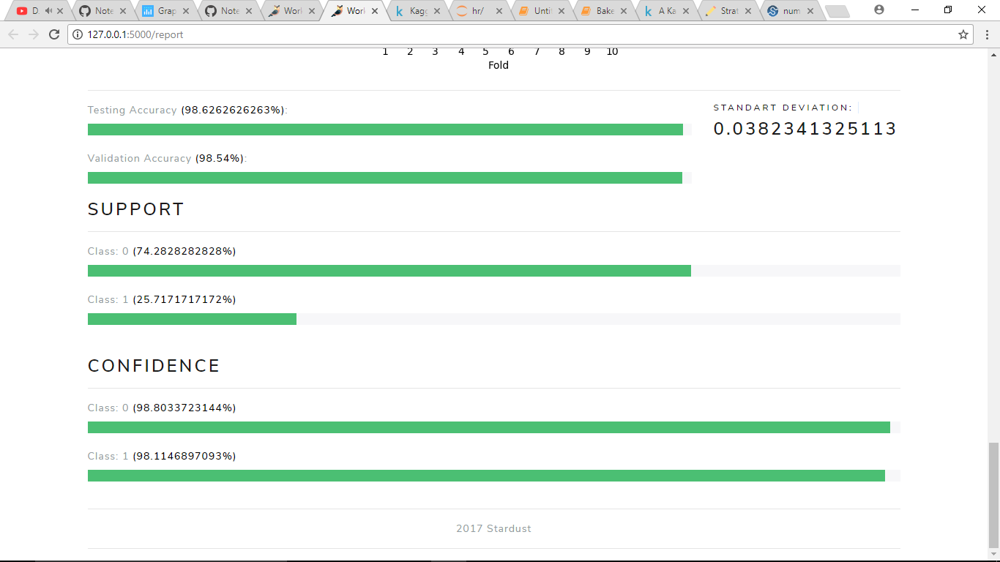 D
Note
Grap
Note
Worl
Worl
Kagg
hr/
Unti
Bake
A Ka
Strat
num
127.0.0.1:5000/report
1 2 3 4 5 6 7 8 9 10
Fold
Testing Accuracy (98.6262626263%):
STANDART DEVIATION:
0.0382341325113
Validation Accuracy (98.54%):
SUPPORT
Class: 0 (74.2828282828%)
Class: 1 (25.7171717172%)
CONFIDENCE
Class: 0 (98.8033723144%)
Class: 1 (98.1146897093%)
2017 Stardust